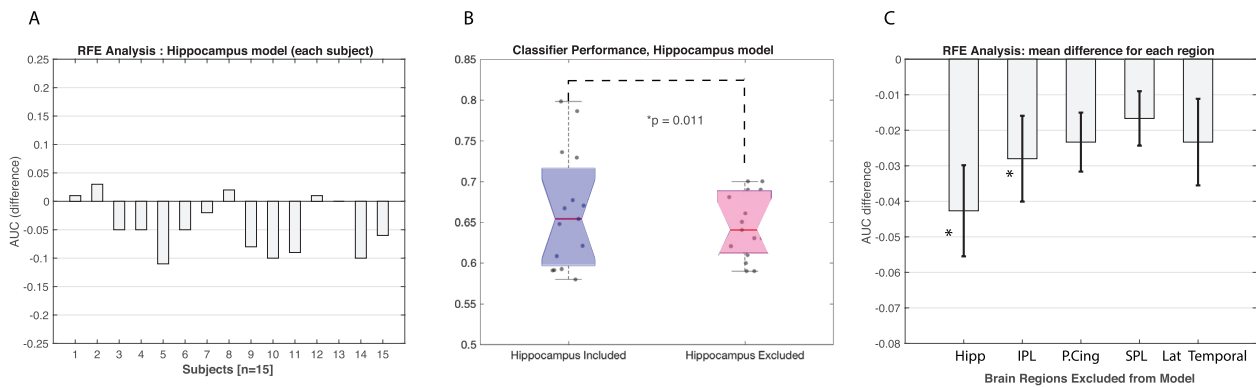 A
RFE Analysis : Hippocampus model (each subject)
0.25
0.2
0.15
0.1
0.05
0
-0.05
-0.1
-0.15
-0.2
-0.25
AUC (difference)
1 2 3 4 5 6 7 8 9 10 11 12 13 14 15
Subjects [n=15]
B
Classifier Performance, Hippocampus model
0.85
0.8
0.75
0.7
0.65
0.6
0.55
0.5
*p = 0.011
Hippocampus Included Hippocampus Excluded
C
RFE Analysis: mean difference for each region
0
-0.01
-0.02
-0.03
-0.04
-0.05
-0.06
-0.07
-0.08
AUC difference
*
*
Hipp IPL P.Cing SPL Lat Temporal
Brain Regions Excluded from Model